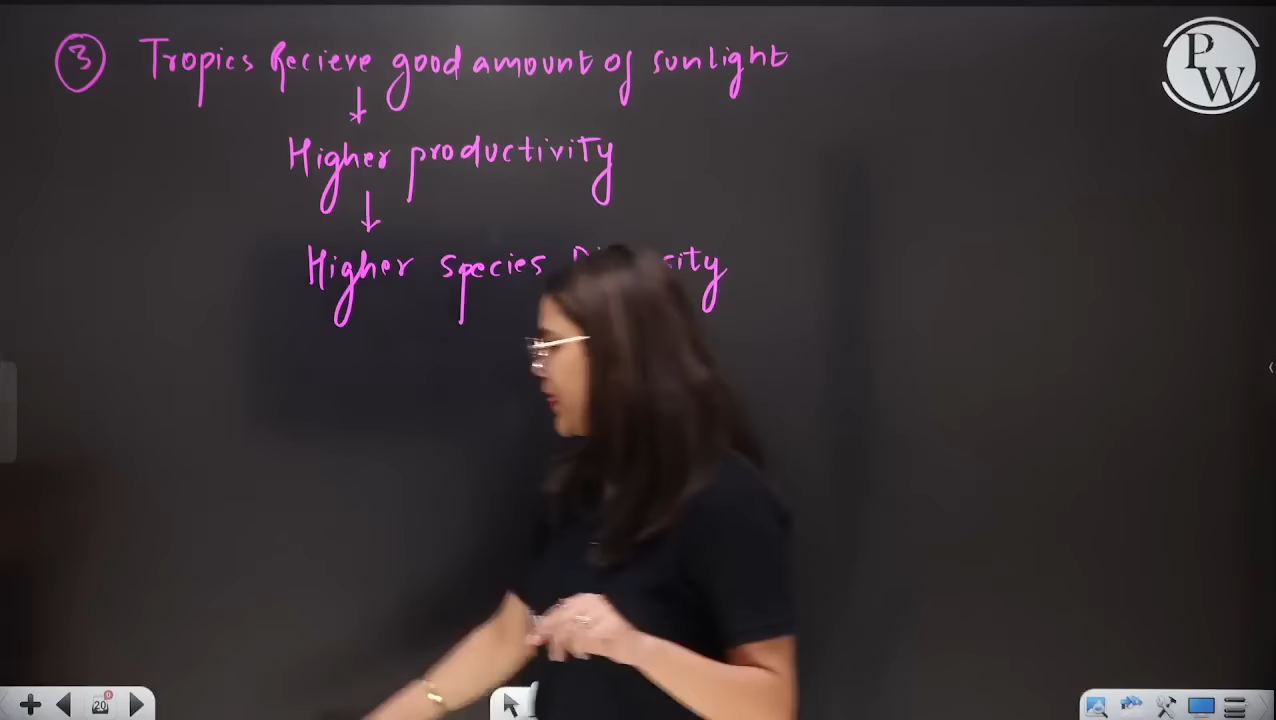 3 Tropics Recieve good amount of sunlight
↓
Higher productivity
↓
Higher species
PW
20